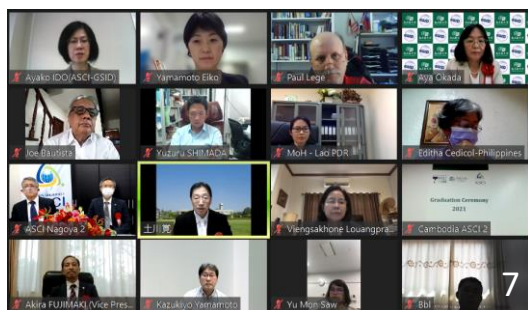 Ayako IDO(ASCI-GSID)
Yamamoto Eiko
Paul Lege
Aya Okada
Joe Bautista
Yuzuru SHIMADA
MoH - Lao PDR
Editha Cedicol-Philippines
ASCI Nagoya 2
土川覚
Viengsakhone Louangpra...
Graduation Ceremony
2021
Cambodia ASCI 2
Akira FUJIMAKI (Vice Pres...
Kazukiyo Yamamoto
Yu Mon Saw
Bbl
7